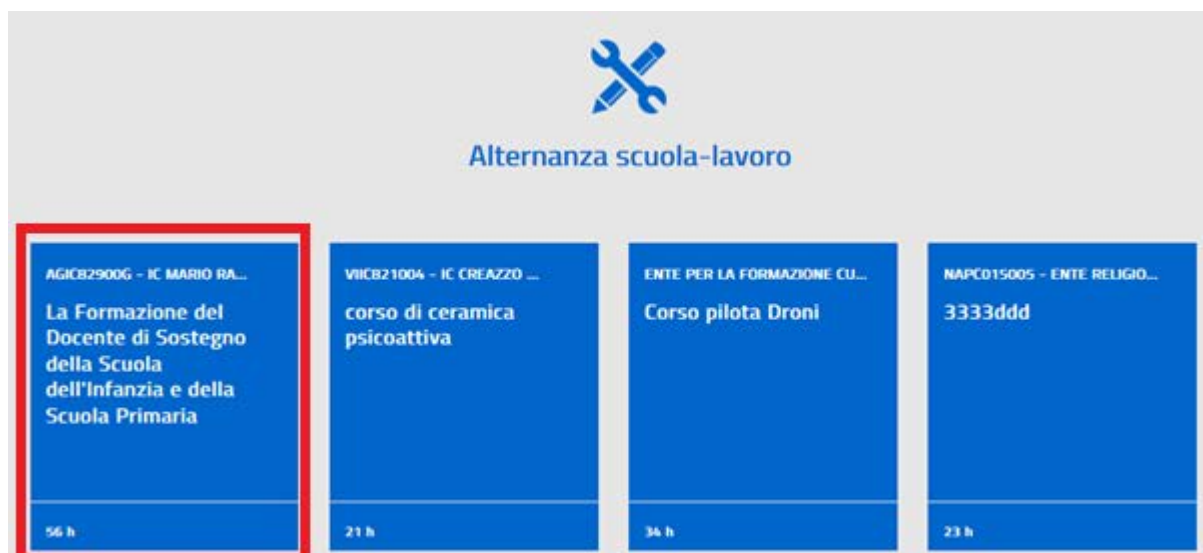 Alternanza scuola-lavoro
AGIC82900G - IC MARIO RA...
La Formazione del
Docente di Sostegno
della Scuola
dell'Infanzia e della
Scuola Primaria
56 h
VIIC821004 - IC CREAZZO ...
corso di ceramica
psicoattiva
21 h
ENTE PER LA FORMAZIONE CU...
Corso pilota Droni
34 h
NAPC015005 - ENTE RELIGIO...
3333ddd
23 h